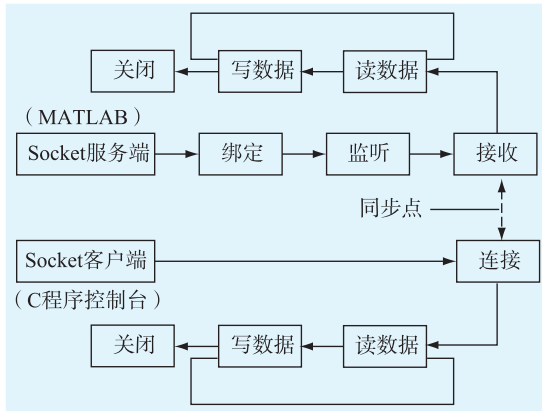 关闭
写数据
读数据
（MATLAB）
Socket服务端
绑定
监听
接收
同步点
Socket客户端
连接
（C程序控制台）
关闭
写数据
读数据